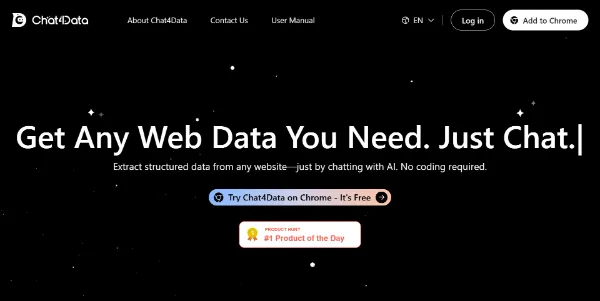 Chat4Data
About Chat4Data
Contact Us
User Manual
EN
Log in
Add to Chrome
Get Any Web Data You Need. Just Chat.|
Extract structured data from any website—just by chatting with AI. No coding required.
Try Chat4Data on Chrome - It's Free
PRODUCT HUNT
#1 Product of the Day